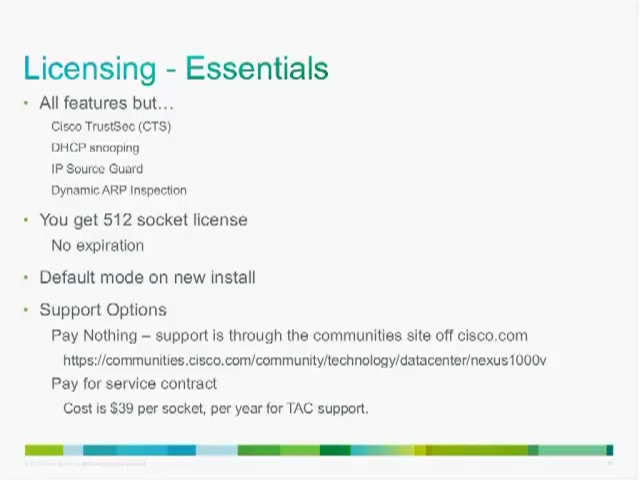 Licensing - Essentials
• All features but…
Cisco TrustSec (CTS)
DHCP snooping
IP Source Guard
Dynamic ARP Inspection
• You get 512 socket license
No expiration
• Default mode on new install
• Support Options
Pay Nothing – support is through the communities site off cisco.com
https://communities.cisco.com/community/technology/datacenter/nexus1000v
Pay for service contract
Cost is $39 per socket, per year for TAC support.